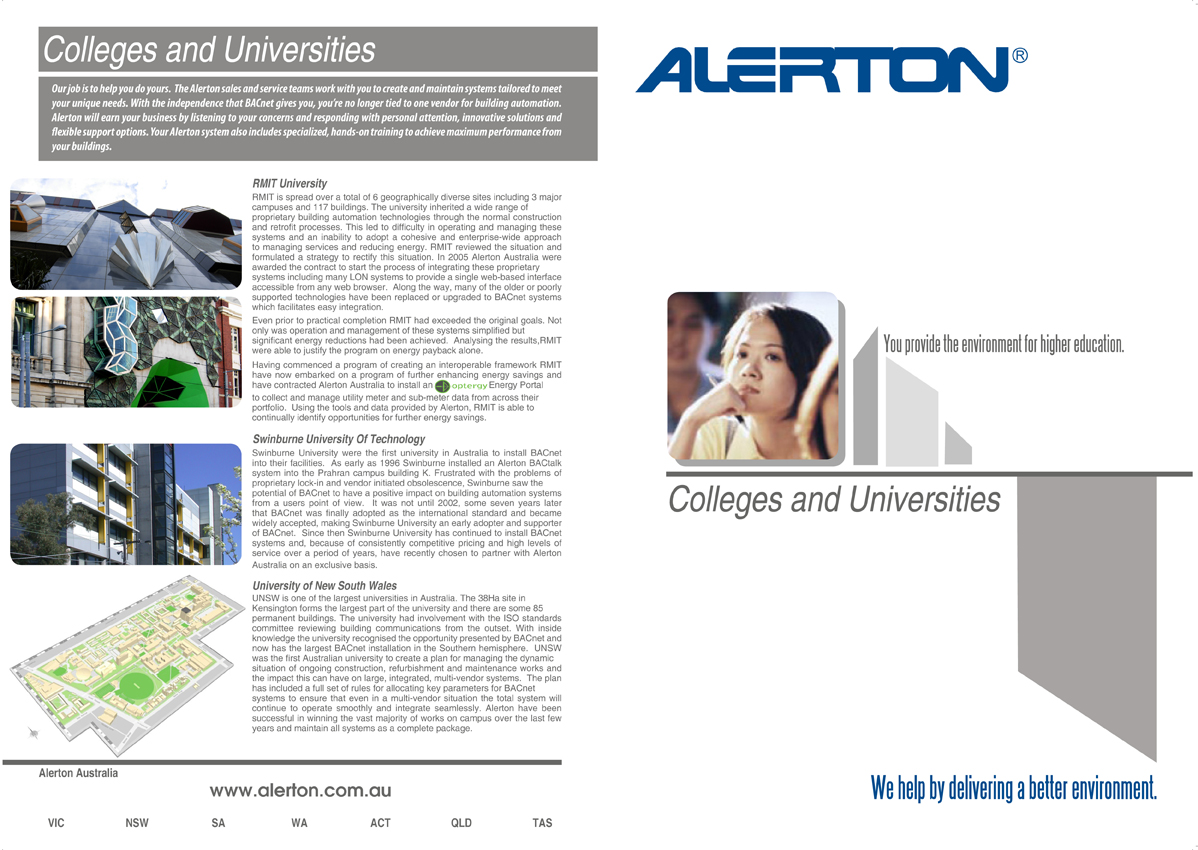 Colleges and Universities
Our job is to help you do yours. The Alerton sales and service teams work with you to create and maintain systems tailored to meet
your unique needs. With the independence that BACnet gives you, you're no longer tied to one vendor for building automation.
Alerton will earn your business by listening to your concerns and responding with personal attention, innovative solutions and
flexible support options. Your Alerton system also includes specialized, hands-on training to achieve maximum performance from
your buildings.
RMIT University
RMIT is spread over a total of 6 geographically diverse sites including 3 major
campuses and 117 buildings. The university inherited a wide range of
proprietary building automation technologies through the normal construction
and retrofit processes. This led to difficulty in operating and managing these
systems and an inability to adopt a cohesive and enterprise-wide approach
to managing services and reducing energy. RMIT reviewed the situation and
formulated a strategy to rectify this situation. In 2005 Alerton Australia were
awarded the contract to start the process of integrating these proprietary
systems including many LON systems to provide a single web-based interface
accessible from any web browser. Along the way, many of the older or poorly
supported technologies have been replaced or upgraded to BACnet systems
which facilitates easy integration.
Even prior to practical completion RMIT had exceeded the original goals. Not
only was operation and management of these systems simplified but
significant energy reductions had been achieved. Analysing the results,RMIT
were able to justify the program on energy payback alone.
Having commenced a program of creating an interoperable framework RMIT
have now embarked on a program of further enhancing energy savings and
have contracted Alerton Australia to install an optergy Energy Portal
to collect and manage utility meter and sub-meter data from across their
portfolio. Using the tools and data provided by Alerton, RMIT is able to
continually identify opportunities for further energy savings.
Swinburne University Of Technology
Swinburne University were the first university in Australia to install BACnet
into their facilities. As early as 1996 Swinburne installed an Alerton BACtalk
system into the Prahran campus building K. Frustrated with the problems of
proprietary lock-in and vendor initiated obsolescence, Swinburne saw the
potential of BACnet to have a positive impact on building automation systems
from a users point of view. It was not until 2002, some seven years later
that BACnet was finally adopted as the international standard and became
widely accepted, making Swinburne University an early adopter and supporter
of BACnet. Since then Swinburne University has continued to install BACnet
systems and, because of consistently competitive pricing and high levels of
service over a period of years, have recently chosen to partner with Alerton
Australia on an exclusive basis.
University of New South Wales
UNSW is one of the largest universities in Australia. The 38Ha site in
Kensington forms the largest part of the university and there are some 85
permanent buildings. The university had involvement with the ISO standards
committee reviewing building communications from the outset. With inside
knowledge the university recognised the opportunity presented by BACnet and
now has the largest BACnet installation in the Southern hemisphere. UNSW
was the first Australian university to create a plan for managing the dynamic
situation of ongoing construction, refurbishment and maintenance works and
the impact this can have on large, integrated, multi-vendor systems. The plan
has included a full set of rules for allocating key parameters for BACnet
systems to ensure that even in a multi-vendor situation the total system will
continue to operate smoothly and integrate seamlessly. Alerton have been
successful in winning the vast majority of works on campus over the last few
years and maintain all systems as a complete package.
Alerton Australia
www.alerton.com.au
VIC NSW SA WA ACT QLD TAS
ALERTON®
You provide the environment for higher education.
Colleges and Universities
We help by delivering a better environment.